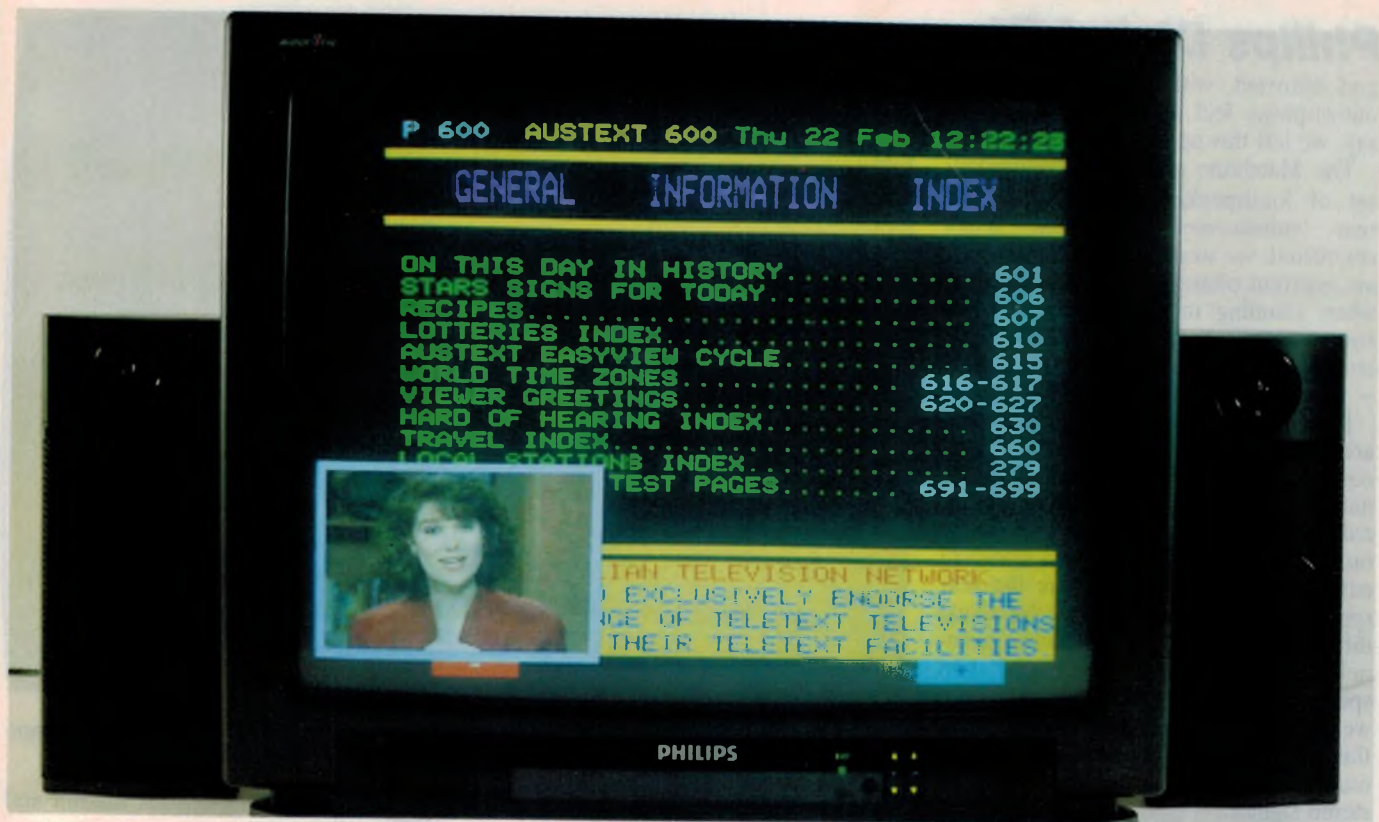 P 600 AUSTEXT 600 Thu 22 Feb 12:22:28
GENERAL INFORMATION INDEX
ON THIS DAY IN HISTORY............ 601
STARS SIGNS FOR TODAY............ 606
RECIPES............ 607
LOTTERIES INDEX............ 610
AUSTEXT EASYVIEW CYCLE............ 615
WORLD TIME ZONES............ 616-617
VIEWER GREETINGS............ 620-627
HARD OF HEARING INDEX............ 630
TRAVEL INDEX............ 660
LOCAL STATIONS INDEX............ 279
TEST PAGES....... 691-699
IAN TELEVISION NETWORK
EXCLUSIVELY ENDORSE THE
NGE OF TELETEXT TELEVISIONS
THEIR TELETEXT FACILITIES
PHILIPS